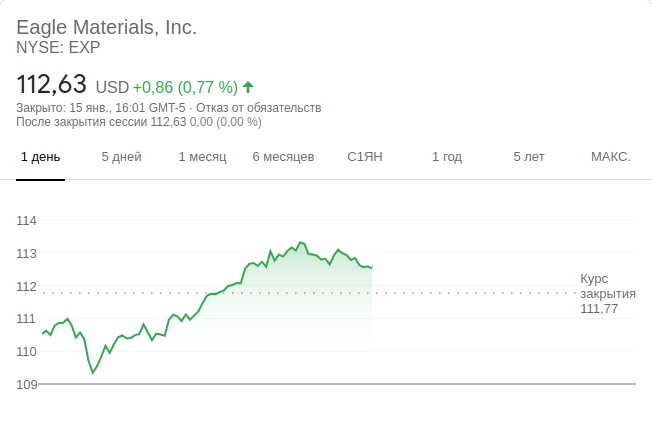 Eagle Materials, Inc.
NYSE: EXP
112,63 USD +0,86 (0,77 %)
Закрыто: 15 янв., 16:01 GMT-5 · Отказ от обязательств
После закрытия сессии 112,63 0,00 (0,00 %)
1 день 5 дней 1 месяц 6 месяцев С1ЯН 1 год 5 лет МАКС.
114
113
112
111
110
109
Курс
закрытия
111,77